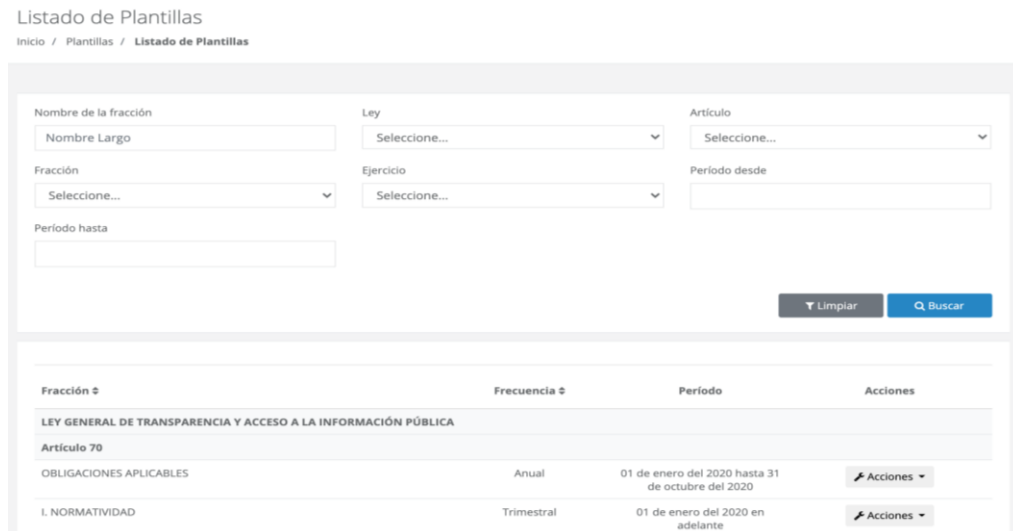 Listado de Plantillas
Inicio / Plantillas / Listado de Plantillas
Nombre de la fracción Ley Artículo
Nombre Largo Seleccione... Seleccione...
Fracción Ejercicio Período desde
Seleccione... Seleccione...
Período hasta
Limpiar Buscar
Fracción Frecuencia Período Acciones
LEY GENERAL DE TRANSPARENCIA Y ACCESO A LA INFORMACIÓN PÚBLICA
Artículo 70
OBLIGACIONES APLICABLES Anual 01 de enero del 2020 hasta 31 Acciones
de octubre del 2020
I. NORMATIVIDAD Trimestral 01 de enero del 2020 en Acciones
adelante